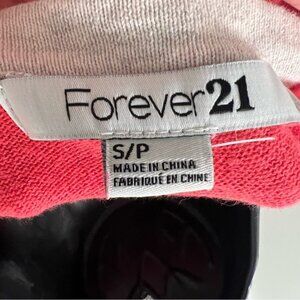 Forever21
S/P
MADE IN CHINA
FABRIQUÉ EN CHINE